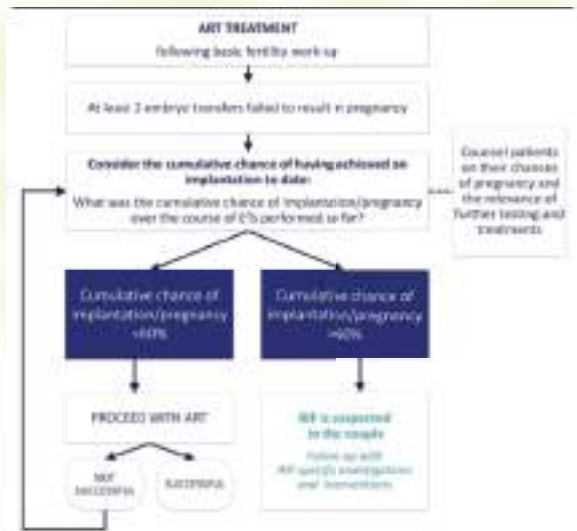 ART TREATMENT
following basic fertility work-up
At least 2 embryo transfers failed to result in pregnancy
Consider the cumulative chance of having achieved an
implantation to date:
What was the cumulative chance of implantation/pregnancy
over the course of ETs performed so far?
Counsel patients
on their chances
of pregnancy and
the relevance of
further testing and
treatments
Cumulative chance of
implantation/pregnancy
60%
Cumulative chance of
implantation/pregnancy
>60%
PROCEED WITH ART
NOT
SUCCESSFUL
SUCCESSFUL
RIF is suspected
in the couple
Follow up with
RIF specific investigations
and interventions